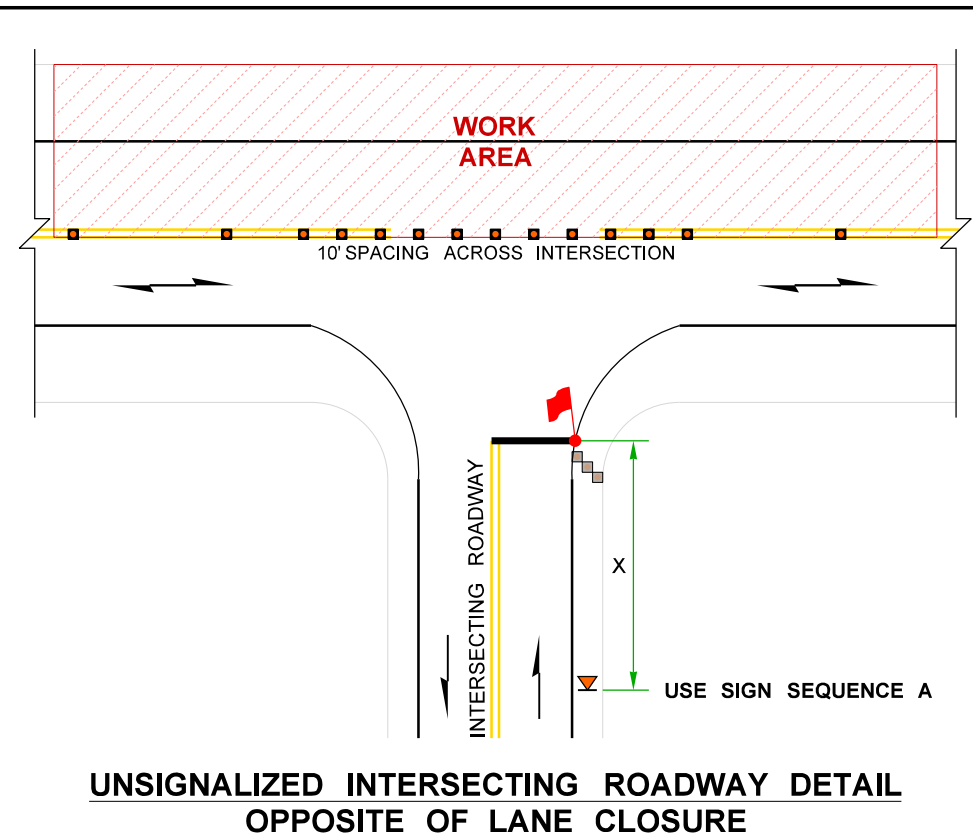 WORK
AREA
10' SPACING ACROSS INTERSECTION
INTERSECTING ROADWAY
X
USE SIGN SEQUENCE A
UNSIGNALIZED INTERSECTING ROADWAY DETAIL
OPPOSITE OF LANE CLOSURE